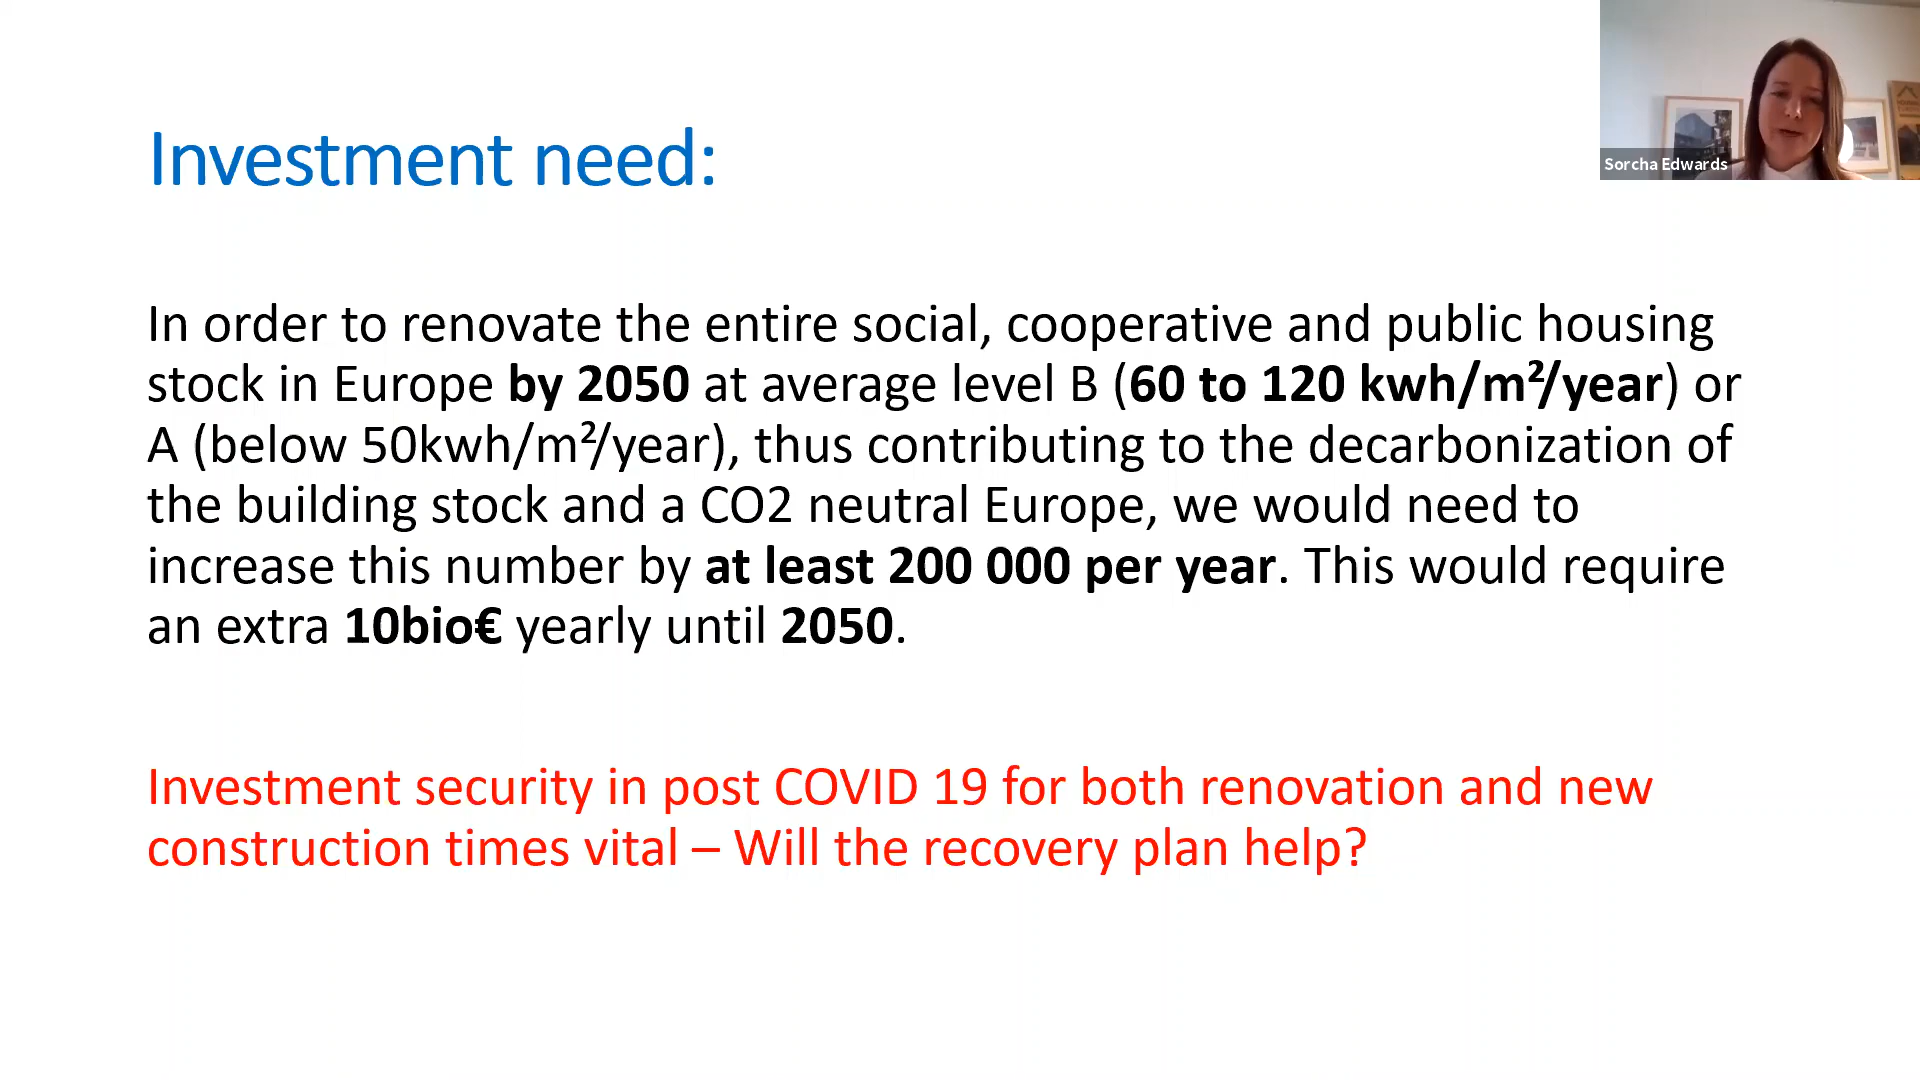 Investment need:
Sorcha Edwards
In order to renovate the entire social, cooperative and public housing
stock in Europe by 2050 at average level B (60 to 120 kwh/m²/year) or
A (below 50kwh/m²/year), thus contributing to the decarbonization of
the building stock and a CO2 neutral Europe, we would need to
increase this number by at least 200 000 per year. This would require
an extra 10bio€ yearly until 2050.
Investment security in post COVID 19 for both renovation and new
construction times vital – Will the recovery plan help?